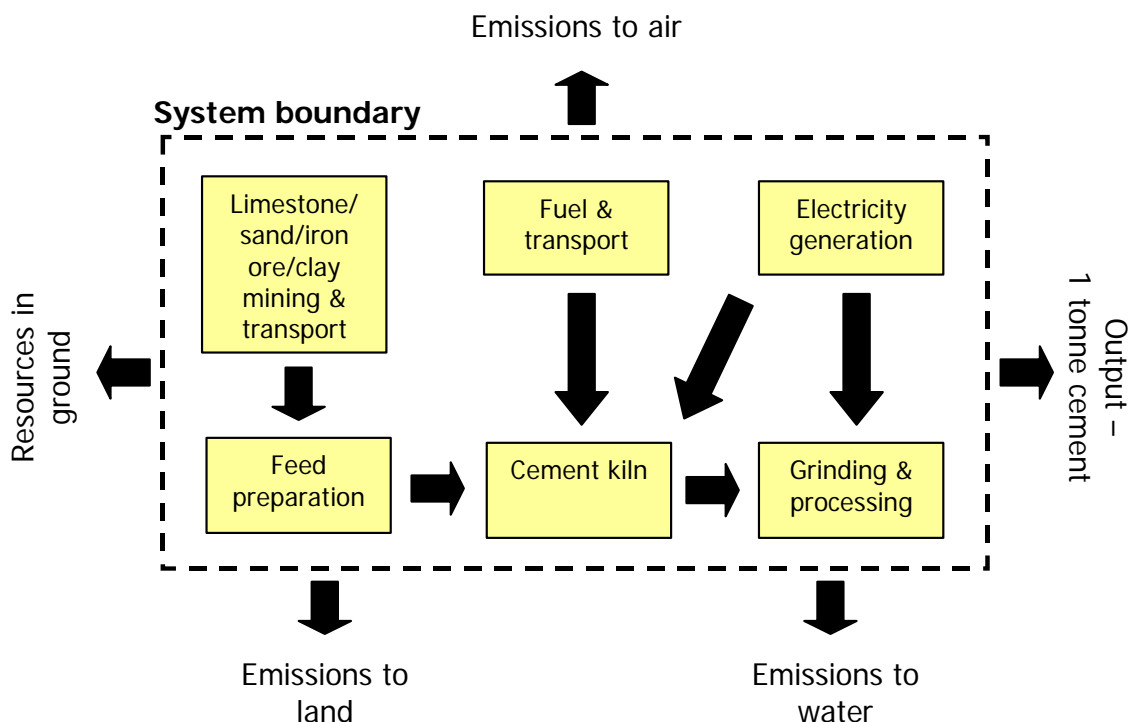 Emissions to air
System boundary
Limestone/
sand/iron
ore/clay
mining &
transport
Fuel &
transport
Electricity
generation
Resources in
ground
Output –
1 tonne cement
Feed
preparation
Cement kiln
Grinding &
processing
Emissions to
land
Emissions to
water